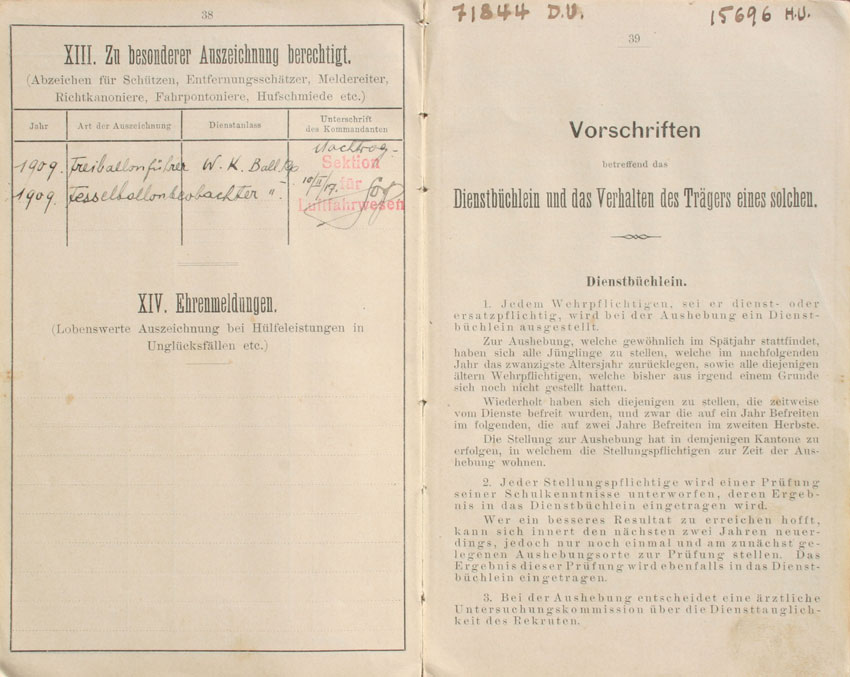 38
XIII. Zu besonderer Auszeichnung berechtigt.
(Abzeichen für Schützen, Entfernungsschätzer, Meldereiter,
Richtkanoniere, Fahrpontoniere, Hufschmiede etc.)
Jahr Art der Auszeichnung Dienstanlass Unterschrift des Kommandanten
Nachtrag
1909. Freiballonführer W. K. Ball. Kp Sektion
1909. Fesselballonbeobachter " 10/II/17. für
Luftfahrwesen
XIV. Ehrenmeldungen.
(Lobenswerte Auszeichnung bei Hülfeleistungen in
Unglücksfällen etc.)
71844 D.U. 15696 H.U.
39
Vorschriften
betreffend das
Dienstbüchlein und das Verhalten des Trägers eines solchen.
Dienstbüchlein.
1. Jedem Wehrpflichtigen, sei er dienst- oder
ersatzpflichtig, wird bei der Aushebung ein Dienst-
büchlein ausgestellt.
Zur Aushebung, welche gewöhnlich im Spätjahr stattfindet,
haben sich alle Jünglinge zu stellen, welche im nachfolgenden
Jahr das zwanzigste Altersjahr zurücklegen, sowie alle diejenigen
ältern Wehrpflichtigen, welche bisher aus irgend einem Grunde
sich noch nicht gestellt hatten.
Wiederholt haben sich diejenigen zu stellen, die zeitweise
vom Dienste befreit wurden, und zwar die auf ein Jahr Befreiten
im folgenden, die auf zwei Jahre Befreiten im zweiten Herbste.
Die Stellung zur Aushebung hat in demjenigen Kantone zu
erfolgen, in welchem die Stellungspflichtigen zur Zeit der Aus-
hebung wohnen.
2. Jeder Stellungspflichtige wird einer Prüfung
seiner Schulkenntnisse unterworfen, deren Ergeb-
nis in das Dienstbüchlein eingetragen wird.
Wer ein besseres Resultat zu erreichen hofft,
kann sich innert den nächsten zwei Jahren neuer-
dings, jedoch nur noch einmal und am zunächst ge-
legenen Aushebungsorte zur Prüfung stellen. Das
Ergebnis dieser Prüfung wird ebenfalls in das Dienst-
büchlein eingetragen.
3. Bei der Aushebung entscheidet eine ärztliche
Untersuchungskommission über die Diensttauglich-
keit des Rekruten.